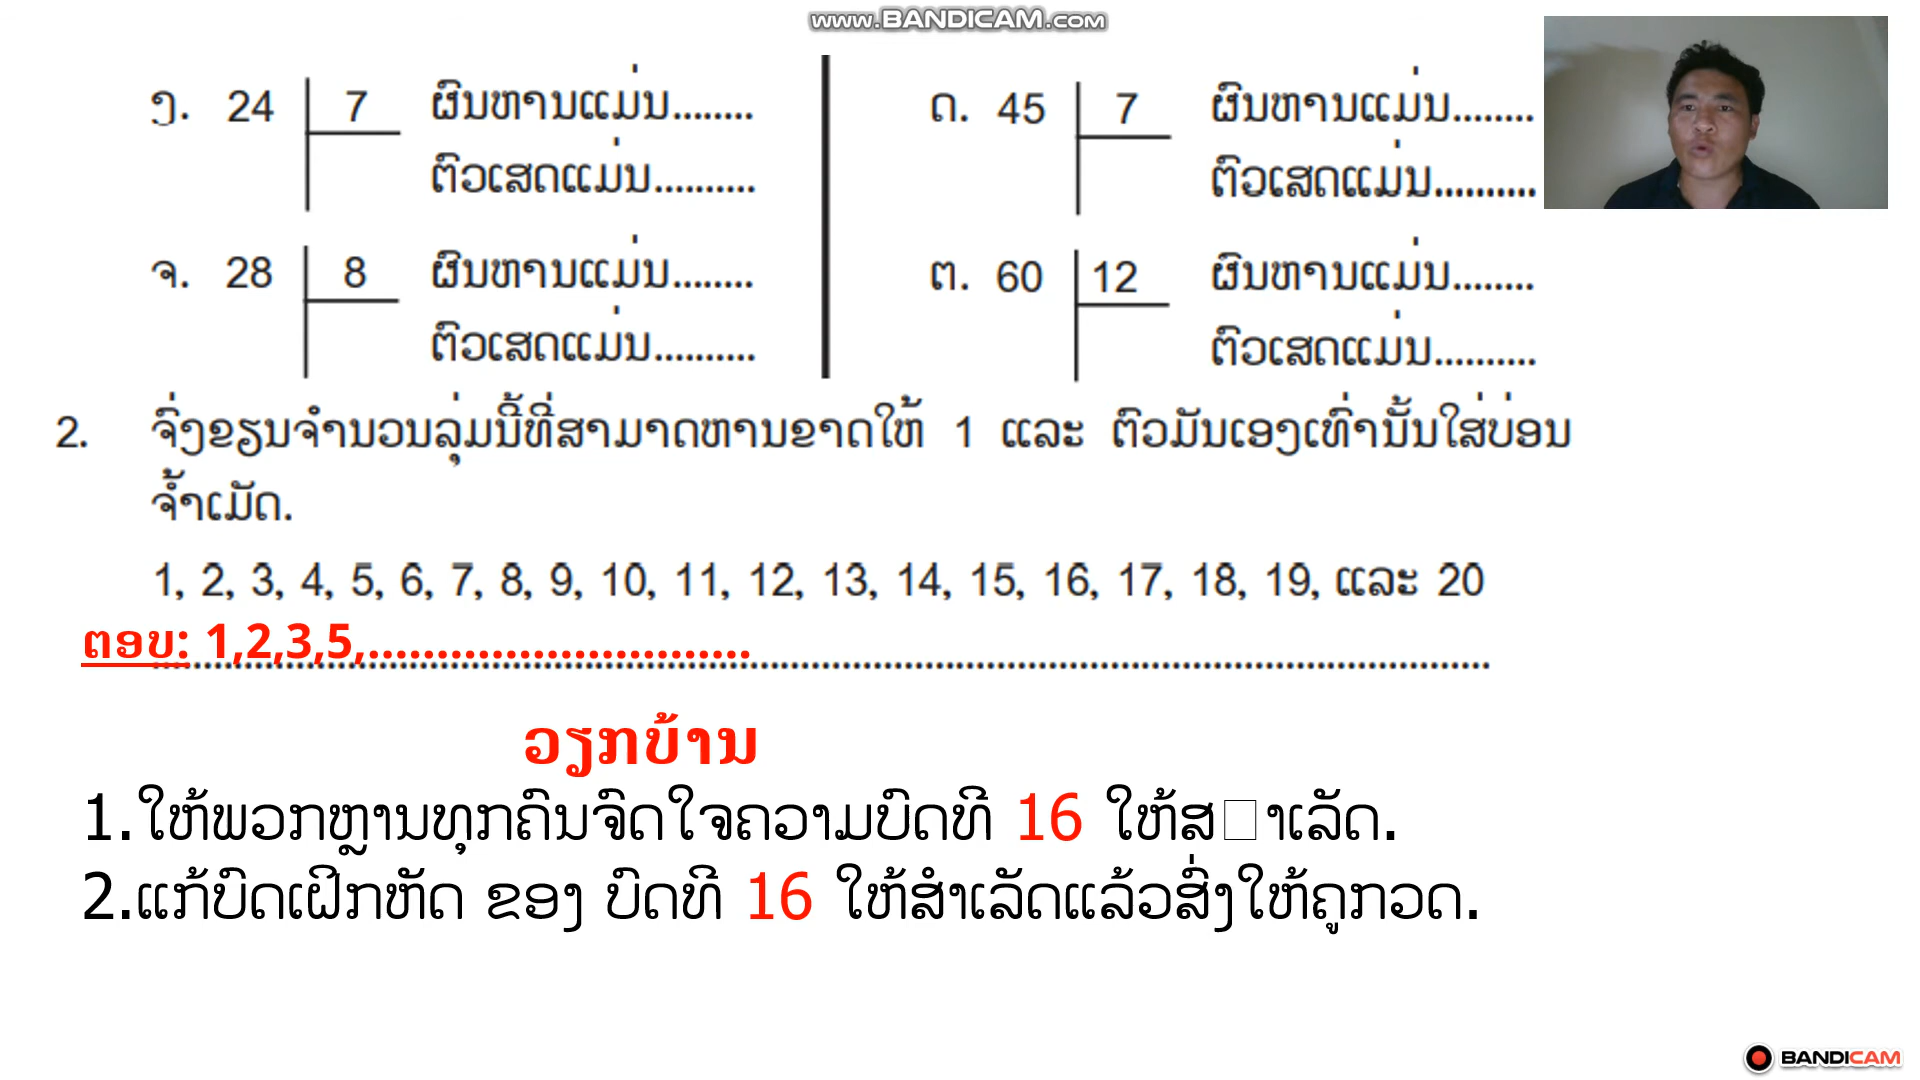 www.BANDICAM.com
ງ. 24 7 ຜົນຫານແມ່ນ........
ຕົວເສດແມ່ນ..........
ຈ. 28 8 ຜົນຫານແມ່ນ........
ຕົວເສດແມ່ນ..........
ດ. 45 7 ຜົນຫານແມ່ນ........
ຕົວເສດແມ່ນ..........
ຕ. 60 12 ຜົນຫານແມ່ນ........
ຕົວເສດແມ່ນ..........
2. ຈົ່ງຂຽນຈຳນວນລຸ່ມນີ້ທີ່ສາມາດຫານຂາດໃຫ້ 1 ແລະ ຕົວມັນເອງເທົ່ານັ້ນໃສ່ບ່ອນ
ຈ້ຳເມັດ.
1, 2, 3, 4, 5, 6, 7, 8, 9, 10, 11, 12, 13, 14, 15, 16, 17, 18, 19, ແລະ 20
ຕອບ: 1,2,3,5,............................
ວຽກບ້ານ
1.ໃຫ້ພວກຫຼານທຸກຄົນຈົດໃຈຄວາມບົດທີ 16 ໃຫ້ສ□າເລັດ.
2.ແກ້ບົດເຝິກຫັດ ຂອງ ບົດທີ 16 ໃຫ້ສຳເລັດແລ້ວສົ່ງໃຫ້ຄູກວດ.
BANDICAM